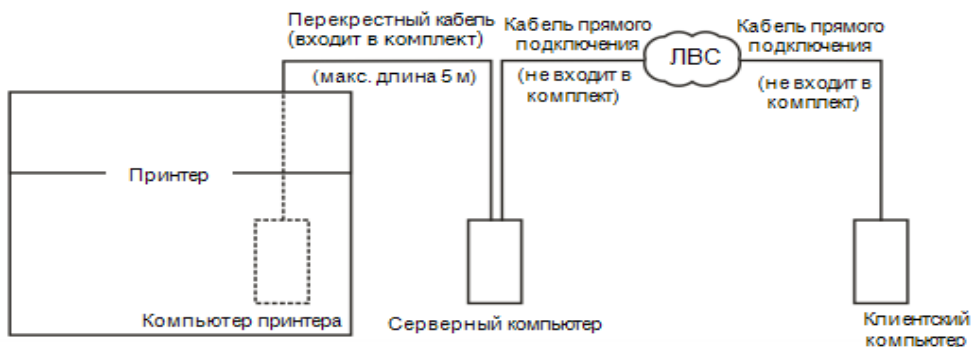 Перекрестный кабель
(входит в комплект)
(макс. длина 5 м)
Кабель прямого
подключения
(не входит в
комплект)
ЛВС
Кабель прямого
подключения
(не входит в
комплект)
Принтер
Компьютер принтера
Серверный компьютер
Клиентский
компьютер